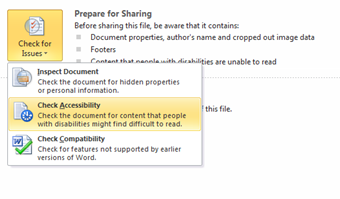 Prepare for Sharing
Before sharing this file, be aware that it contains:
Document properties, author's name and cropped out image data
Footers
Content that people with disabilities are unable to read
Check for
Issues
Inspect Document
Check the document for hidden properties
or personal information.
Check Accessibility
Check the document for content that people
with disabilities might find difficult to read.
of this file.
Check Compatibility
Check for features not supported by earlier
versions of Word.